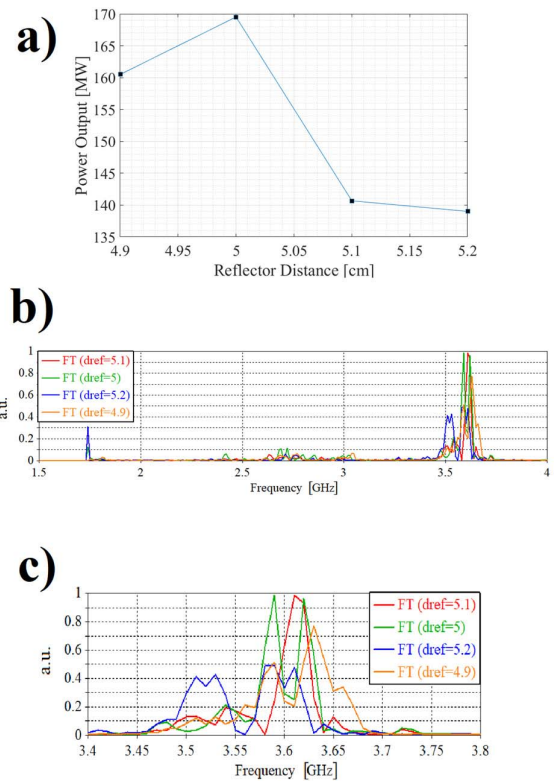 a)
170
165
160
155
150
145
140
135
Power Output [MW]
4.9 4.95 5 5.05 5.1 5.15 5.2
Reflector Distance [cm]
b)
1
0.8
0.6
0.4
0.2
0
a.u.
FT (dref=5.1)
FT (dref=5)
FT (dref=5.2)
FT (dref=4.9)
1.5 2 2.5 3 3.5 4
Frequency [GHz]
c)
1
0.8
0.6
0.4
0.2
0
a.u.
FT (dref=5.1)
FT (dref=5)
FT (dref=5.2)
FT (dref=4.9)
3.4 3.45 3.5 3.55 3.6 3.65 3.7 3.75 3.8
Frequency [GHz]